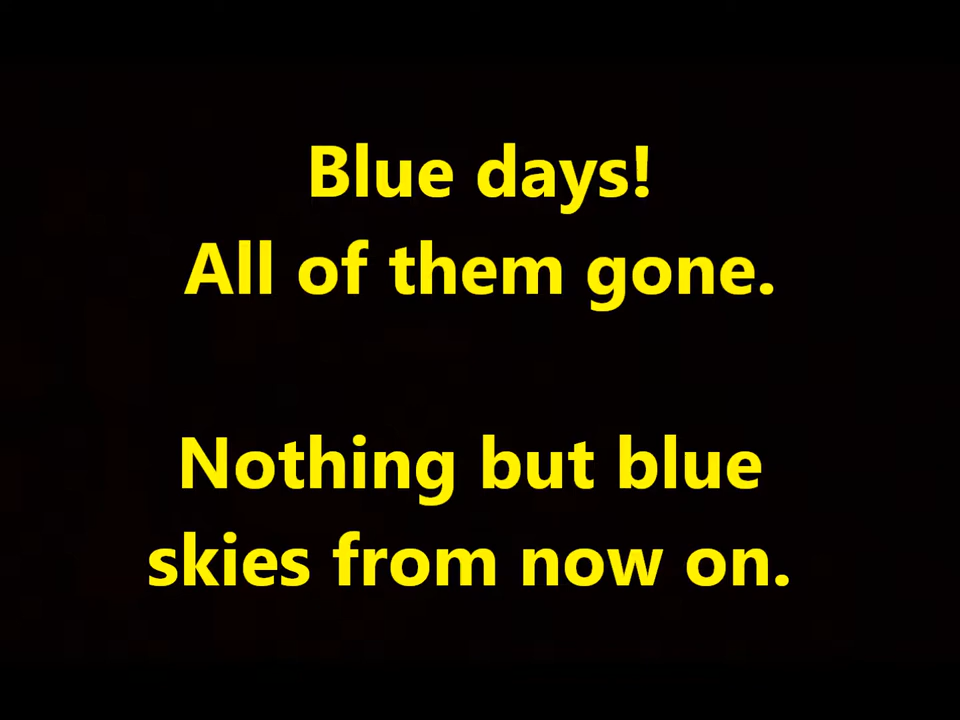 Blue days!
All of them gone.
Nothing but blue
skies from now on.